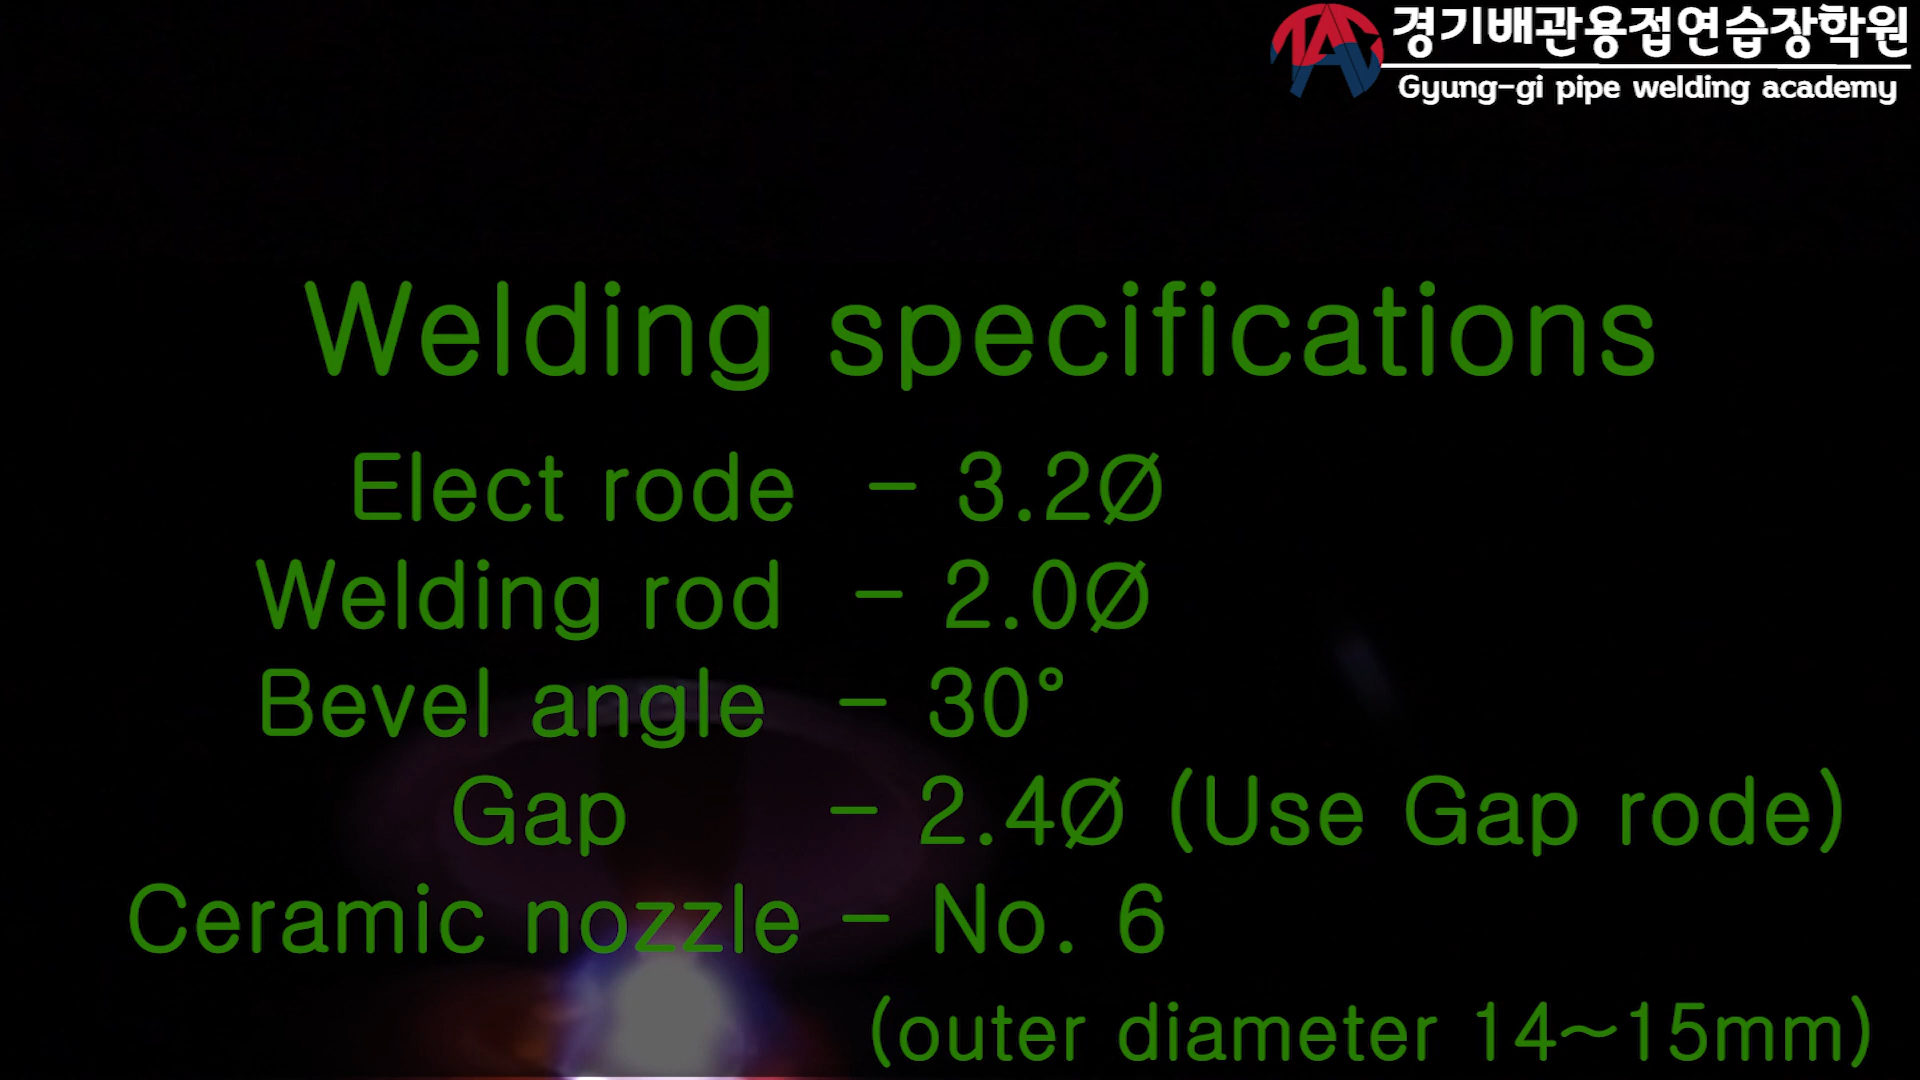 경기배관용접연습장학원
Gyung-gi pipe welding academy
Welding specifications
Elect rode - 3.2Ø
Welding rod - 2.0Ø
Bevel angle - 30°
Gap - 2.4Ø (Use Gap rode)
Ceramic nozzle - No. 6
(outer diameter 14~15mm)